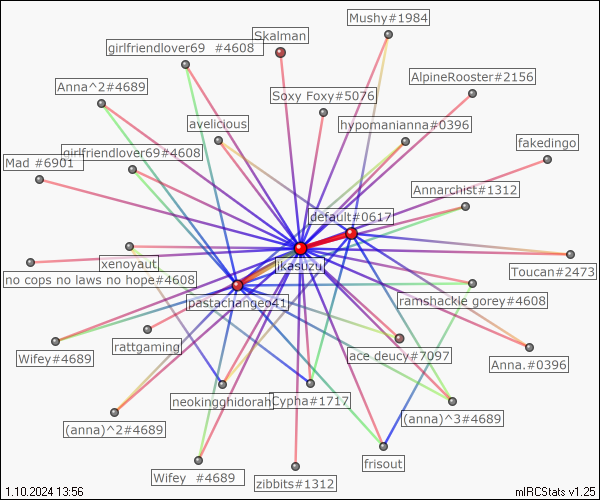 Mushy#1984
Skalman
girlfriendlover69 #4608
AlpineRooster#2156
Anna^2#4689
Soxy Foxy#5076
avelicious
hypomanianna#0396
fakedingo
girlfriendlover69#4608
Mad #6901
Annarchist#1312
default#0617
xenoyaut
ikasuzu
Toucan#2473
no cops no laws no hope#4608
pastachangeo41
ramshackle gorey#4608
rattgaming
Wifey#4689
ace deucy#7097
Anna.#0396
neokingghidorah
Cypha#1717
(anna)^3#4689
(anna)^2#4689
frisout
Wifey #4689
zibbits#1312
1.10.2024 13:56
mIRCStats v1.25